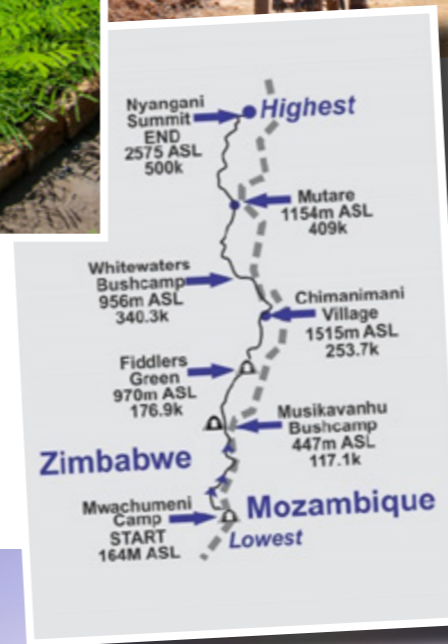 Nyangani
Summit
END
2575 ASL
500k
Highest
Mutare
1154m ASL
409k
Whitewaters
Bushcamp
956m ASL
340.3k
Chimanimani
Village
1515m ASL
253.7k
Fiddlers
Green
970m ASL
176.9k
Musikavanhu
Bushcamp
447m ASL
117.1k
Zimbabwe
Mwachumeni
Camp
START
164M ASL
Mozambique
Lowest